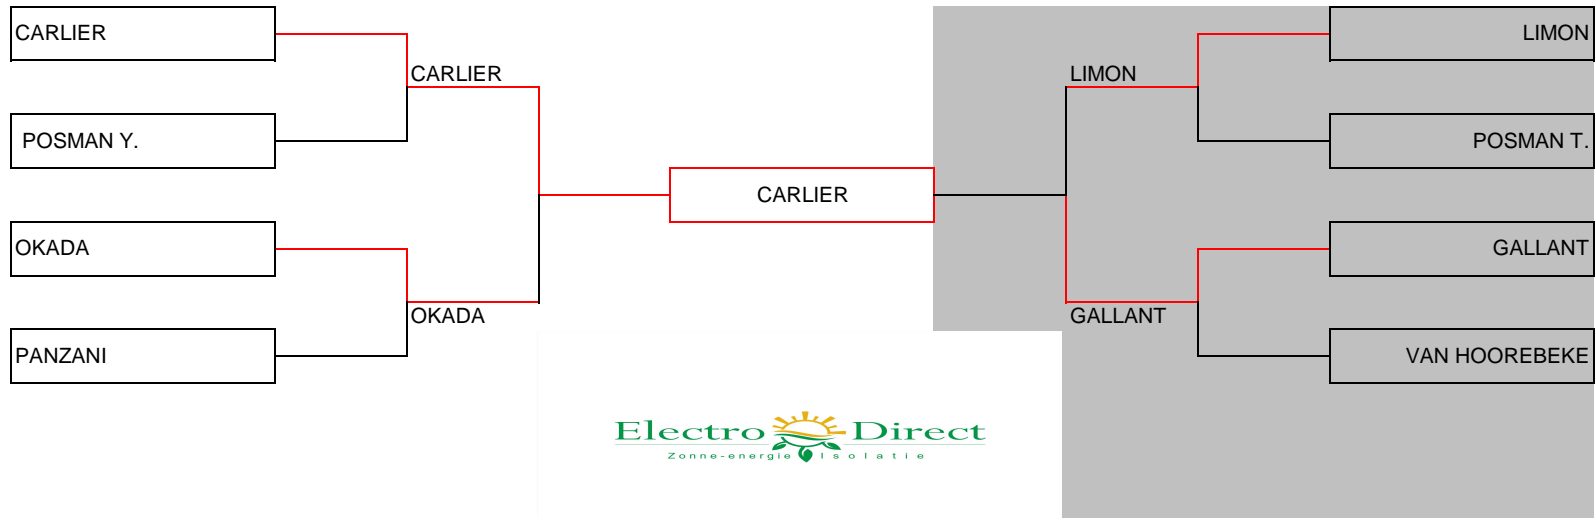 CARLIER
LIMON
CARLIER
LIMON
POSMAN Y.
POSMAN T.
CARLIER
OKADA
GALLANT
OKADA
GALLANT
PANZANI
VAN HOOREBEKE
Electro Direct
Zonne-energie Isolatie